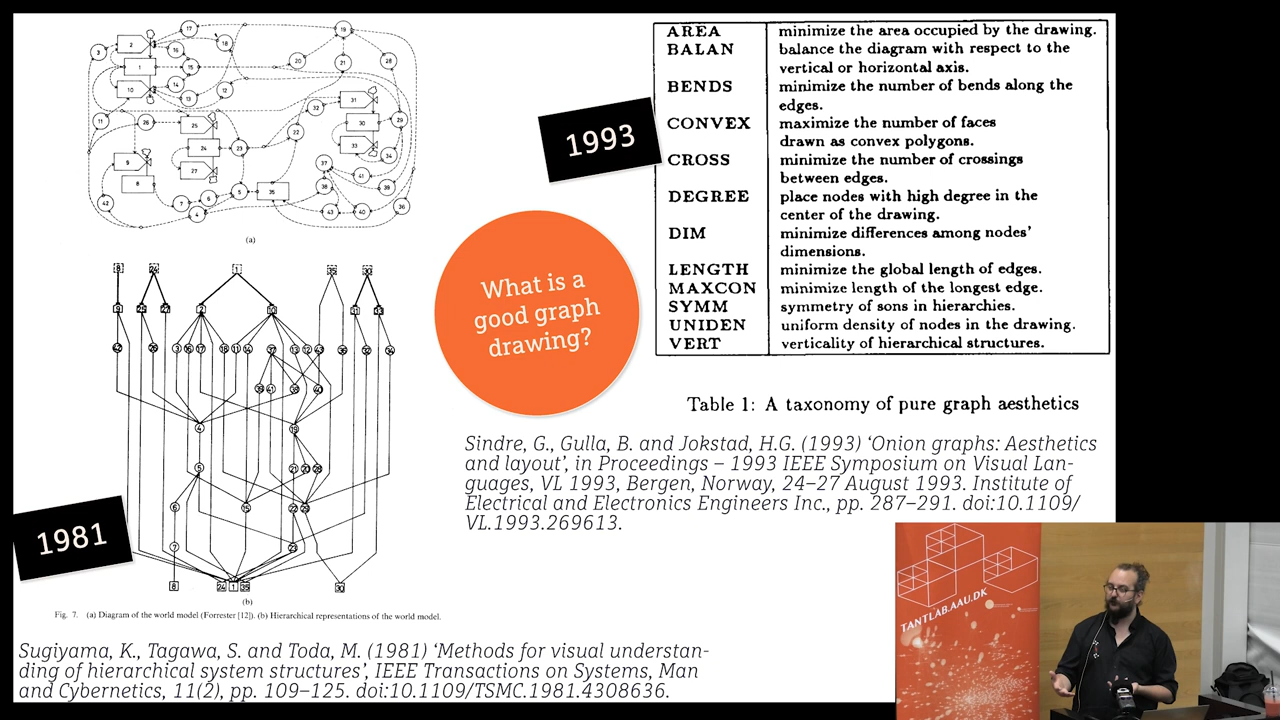 AREA minimize the area occupied by the drawing.
BALAN balance the diagram with respect to the
vertical or horizontal axis.
BENDS minimize the number of bends along the
edges.
CONVEX maximize the number of faces
drawn as convex polygons.
CROSS minimize the number of crossings
between edges.
DEGREE place nodes with high degree in the
center of the drawing.
DIM minimize differences among nodes'
dimensions.
LENGTH minimize the global length of edges.
MAXCON minimize length of the longest edge.
SYMM symmetry of sons in hierarchies.
UNIDEN uniform density of nodes in the drawing.
VERT verticality of hierarchical structures.
1993
Table 1: A taxonomy of pure graph aesthetics
What is a
good graph
drawing?
Sindre, G., Gulla, B. and Jokstad, H.G. (1993) ‘Onion graphs: Aesthetics
and layout’, in Proceedings – 1993 IEEE Symposium on Visual Lan-
guages, VL 1993, Bergen, Norway, 24–27 August 1993. Institute of
Electrical and Electronics Engineers Inc., pp. 287–291. doi:10.1109/
VL.1993.269613.
(a)
1981
(b)
Fig. 7. (a) Diagram of the world model (Forrester [12]). (b) Hierarchical representations of the world model.
Sugiyama, K., Tagawa, S. and Toda, M. (1981) ‘Methods for visual understan-
ding of hierarchical system structures’, IEEE Transactions on Systems, Man
and Cybernetics, 11(2), pp. 109–125. doi:10.1109/TSMC.1981.4308636.
TANTLAB.AAU.DK